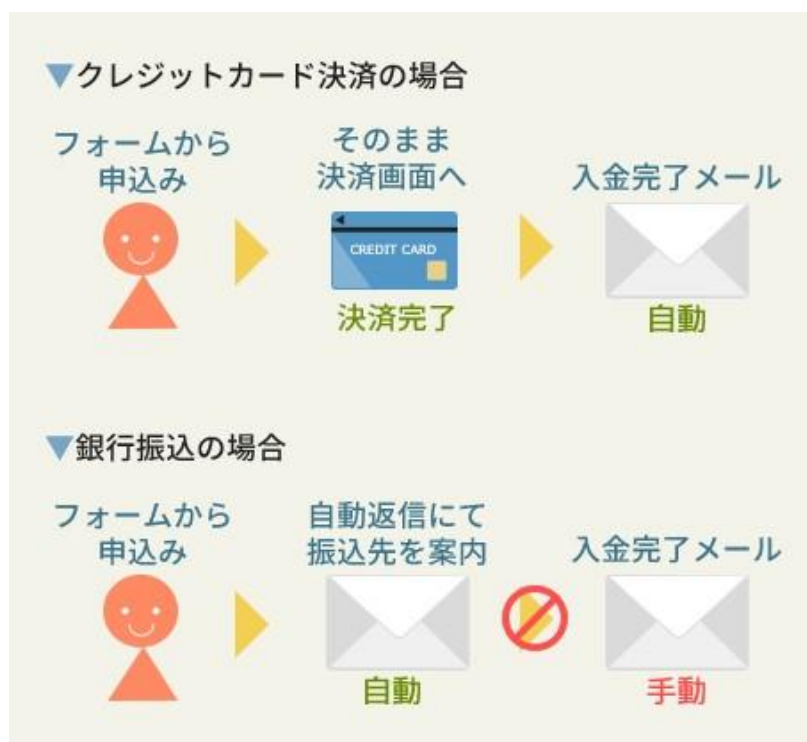 ▼クレジットカード決済の場合
フォームから
申込み
そのまま
決済画面へ
CREDIT CARD
決済完了
入金完了メール
自動
▼銀行振込の場合
フォームから
申込み
自動返信にて
振込先を案内
自動
入金完了メール
手動